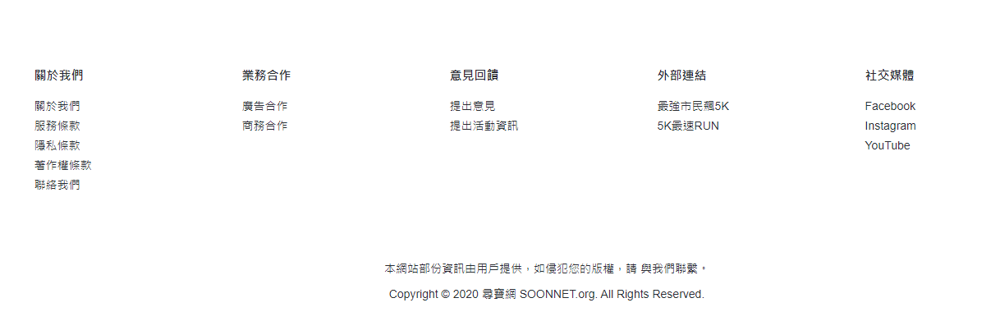 關於我們
關於我們
服務條款
隱私條款
著作權條款
聯絡我們
業務合作
廣告合作
商務合作
意見回饋
提出意見
提出活動資訊
外部連結
最強市民飆5K
5K最速RUN
社交媒體
Facebook
Instagram
YouTube
本網站部份資訊由用戶提供，如侵犯您的版權，請 與我們聯繫。
Copyright © 2020 尋寶網 SOONNET.org. All Rights Reserved.